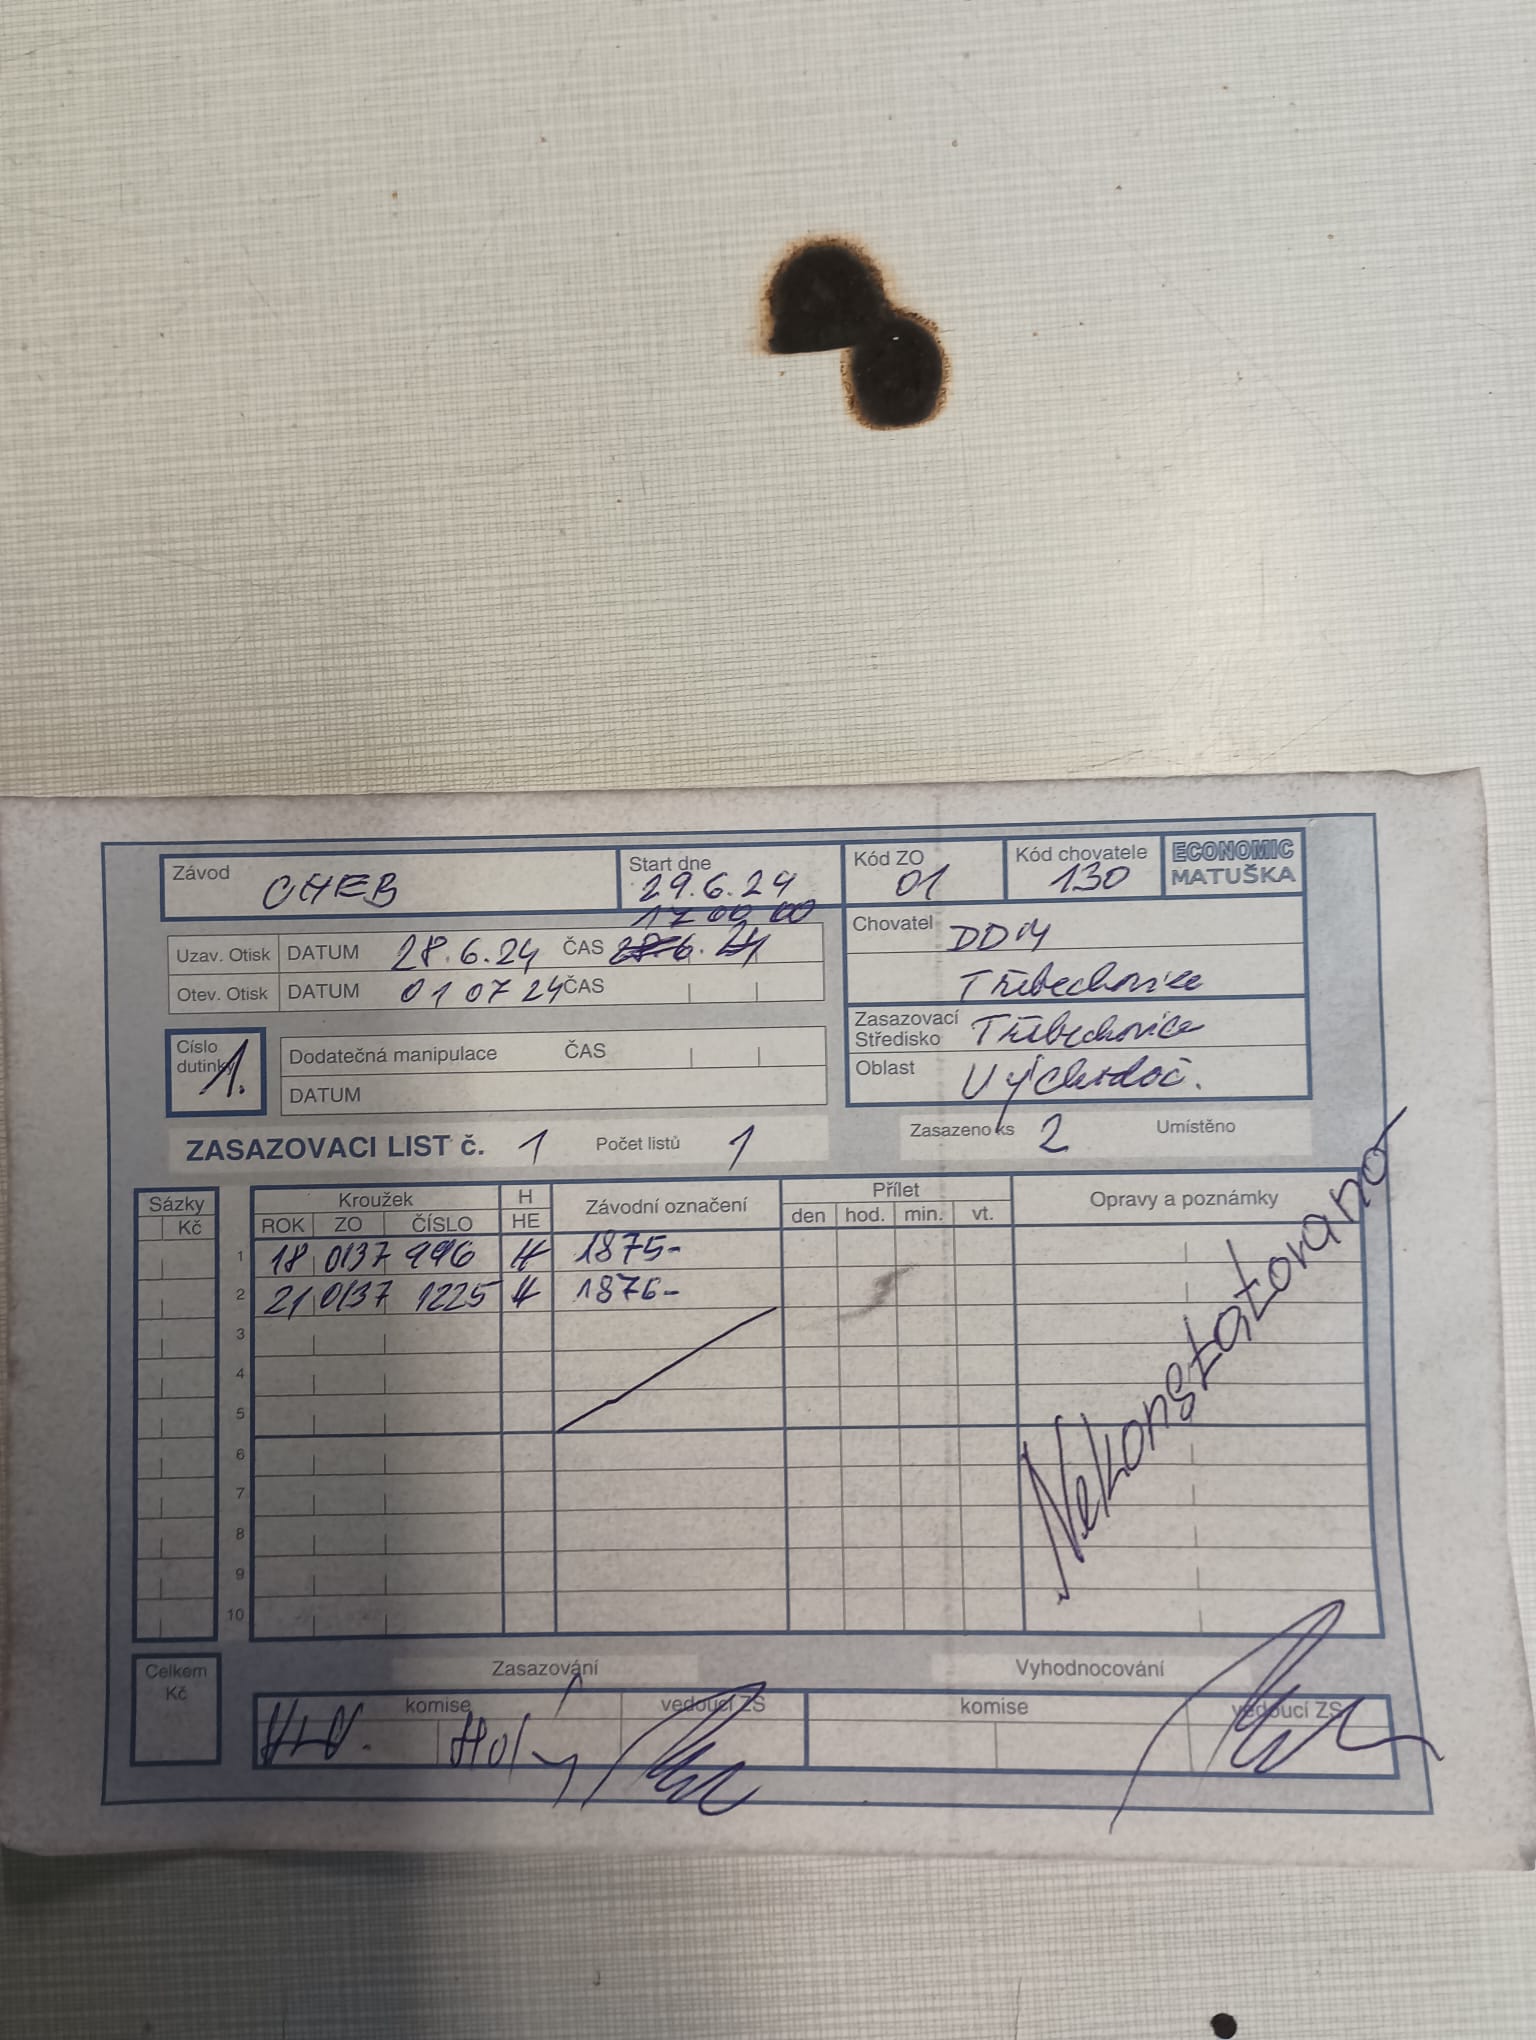 Závod CHEB Start dne 29.6.24 Kód ZO 01 Kód chovatele 130 ECONOMIC MATUŠKA
17 00 00
Uzav. Otisk DATUM 28.6.24 ČAS
Otev. Otisk DATUM 01 07 24 ČAS
Chovatel DDM
Třebechovice
Číslo dutinky 1. Dodatečná manipulace ČAS
DATUM
Zasazovací Středisko Třebechovice
Oblast Východoč.
ZASAZOVACI LIST č. 1 Počet listů 1 Zasazeno ks 2 Umístěno
Sázky Kroužek H Závodní označení Přílet Opravy a poznámky
Kč ROK ZO ČÍSLO HE den hod. min. vt.
1 18 0137 996 H 1875-
2 21 0137 1225 H 1876-
3
4
5
6
7
8
9
10
Nekonstatováno
Celkem Kč Zasazování Vyhodnocování
komise vedoucí ZS komise vedoucí ZS